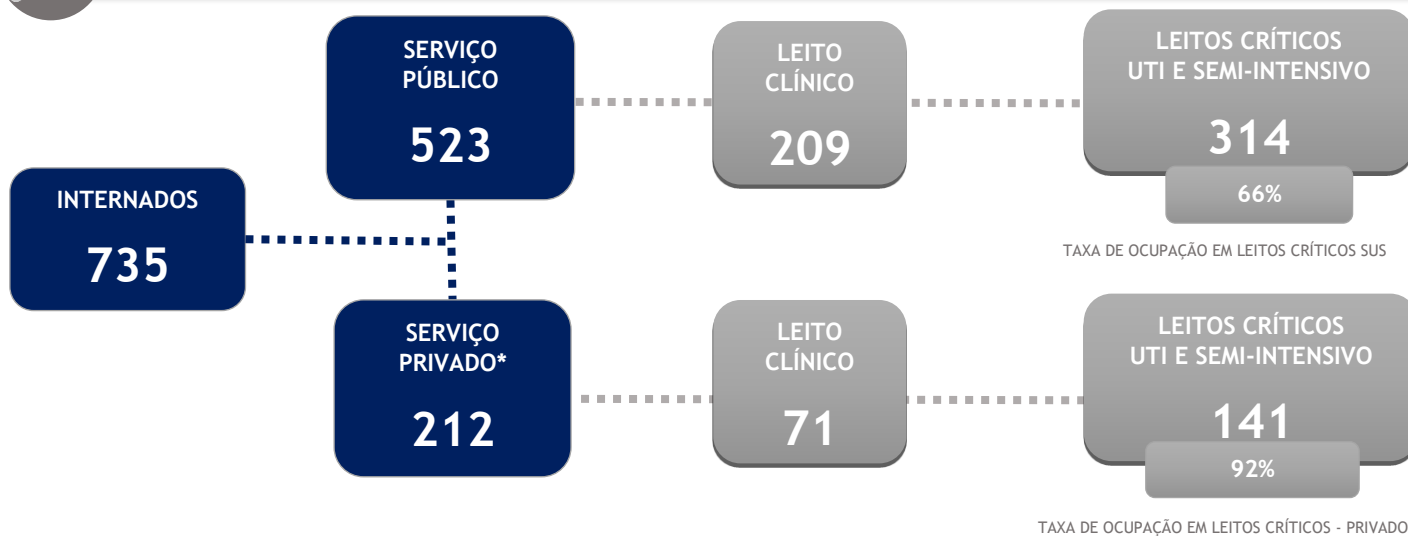 INTERNADOS
735
SERVIÇO
PÚBLICO
523
LEITO
CLÍNICO
209
LEITOS CRÍTICOS
UTI E SEMI-INTENSIVO
314
66%
TAXA DE OCUPAÇÃO EM LEITOS CRÍTICOS SUS
SERVIÇO
PRIVADO*
212
LEITO
CLÍNICO
71
LEITOS CRÍTICOS
UTI E SEMI-INTENSIVO
141
92%
TAXA DE OCUPAÇÃO EM LEITOS CRÍTICOS - PRIVADO